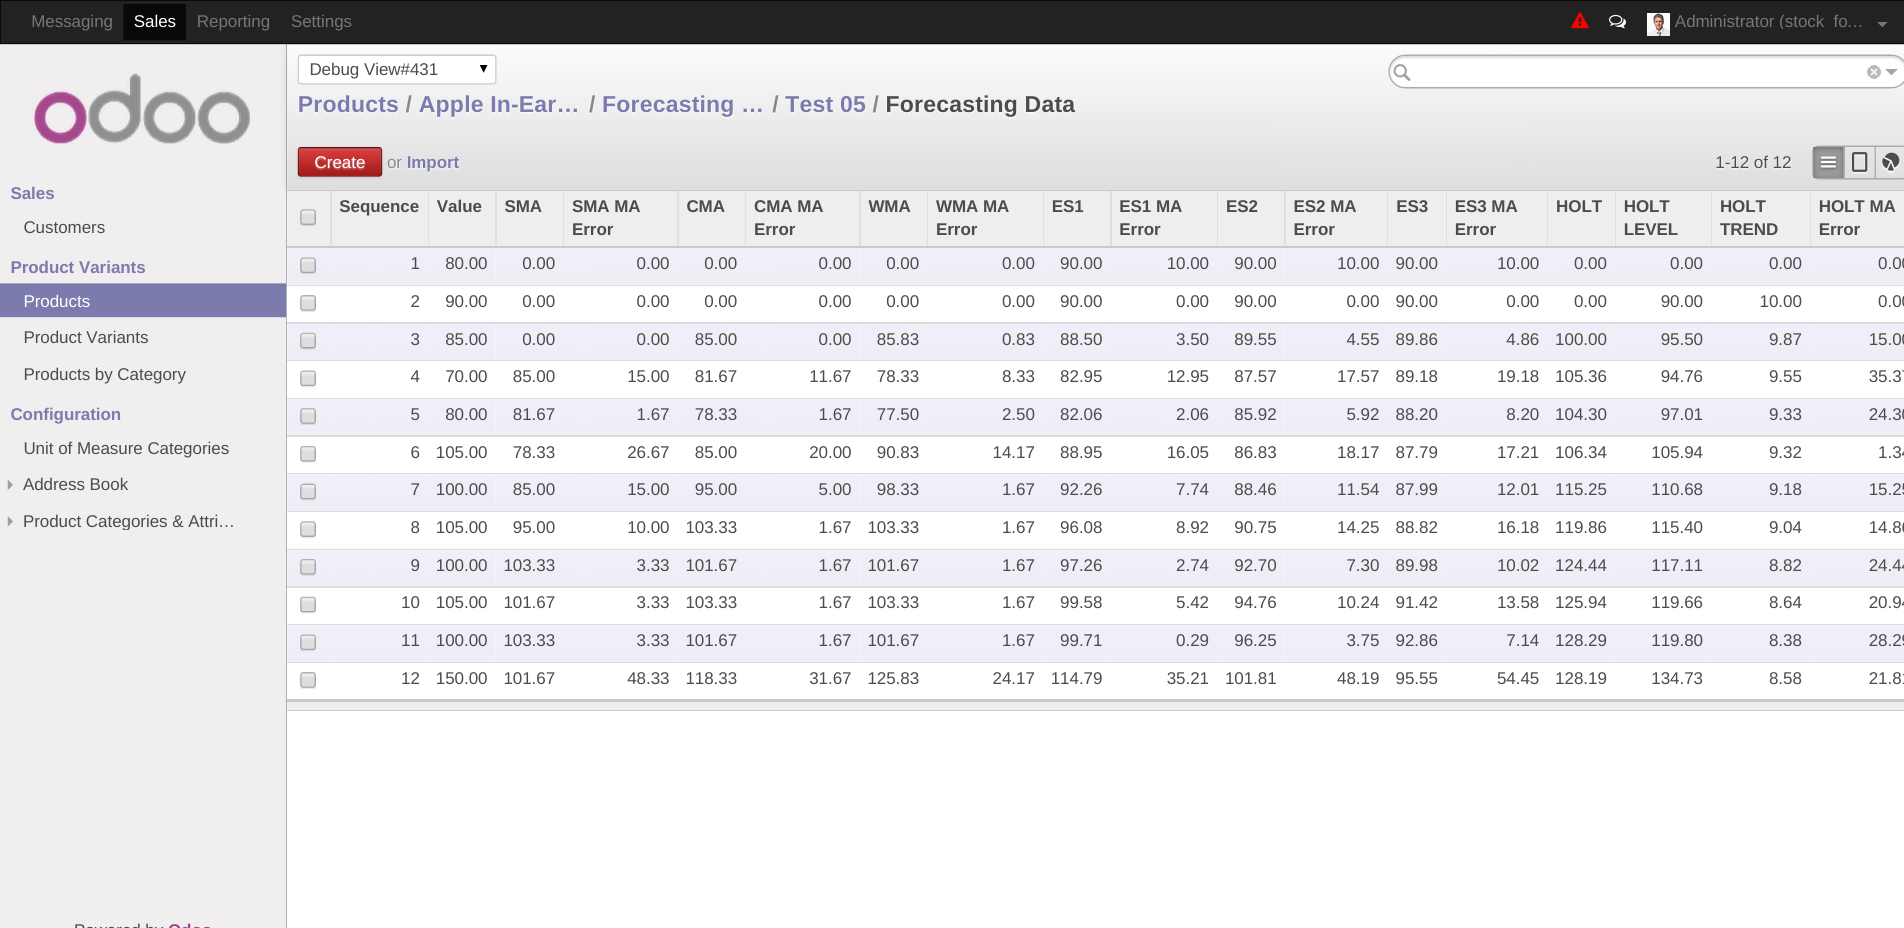 Messaging Sales Reporting Settings Administrator (stock fo...
odoo
Debug View#431
Products / Apple In-Ear... / Forecasting ... / Test 05 / Forecasting Data
Create or Import 1-12 of 12
Sales
Customers
Product Variants
Products
Product Variants
Products by Category
Configuration
Unit of Measure Categories
Address Book
Product Categories & Attri...
Powered by Odoo
Sequence Value SMA SMA MA Error CMA CMA MA Error WMA WMA MA Error ES1 ES1 MA Error ES2 ES2 MA Error ES3 ES3 MA Error HOLT HOLT LEVEL HOLT TREND HOLT MA Error
1 80.00 0.00 0.00 0.00 0.00 0.00 0.00 90.00 10.00 90.00 10.00 90.00 10.00 0.00 0.00 0.00 0.00
2 90.00 0.00 0.00 0.00 0.00 0.00 0.00 90.00 0.00 90.00 0.00 90.00 0.00 0.00 90.00 10.00 0.00
3 85.00 0.00 0.00 85.00 0.00 85.83 0.83 88.50 3.50 89.55 4.55 89.86 4.86 100.00 95.50 9.87 15.00
4 70.00 85.00 15.00 81.67 11.67 78.33 8.33 82.95 12.95 87.57 17.57 89.18 19.18 105.36 94.76 9.55 35.3
5 80.00 81.67 1.67 78.33 1.67 77.50 2.50 82.06 2.06 85.92 5.92 88.20 8.20 104.30 97.01 9.33 24.30
6 105.00 78.33 26.67 85.00 20.00 90.83 14.17 88.95 16.05 86.83 18.17 87.79 17.21 106.34 105.94 9.32 1.34
7 100.00 85.00 15.00 95.00 5.00 98.33 1.67 92.26 7.74 88.46 11.54 87.99 12.01 115.25 110.68 9.18 15.25
8 105.00 95.00 10.00 103.33 1.67 103.33 1.67 96.08 8.92 90.75 14.25 88.82 16.18 119.86 115.40 9.04 14.86
9 100.00 103.33 3.33 101.67 1.67 101.67 1.67 97.26 2.74 92.70 7.30 89.98 10.02 124.44 117.11 8.82 24.44
10 105.00 101.67 3.33 103.33 1.67 103.33 1.67 99.58 5.42 94.76 10.24 91.42 13.58 125.94 119.66 8.64 20.94
11 100.00 103.33 3.33 101.67 1.67 101.67 1.67 99.71 0.29 96.25 3.75 92.86 7.14 128.29 119.80 8.38 28.29
12 150.00 101.67 48.33 118.33 31.67 125.83 24.17 114.79 35.21 101.81 48.19 95.55 54.45 128.19 134.73 8.58 21.8